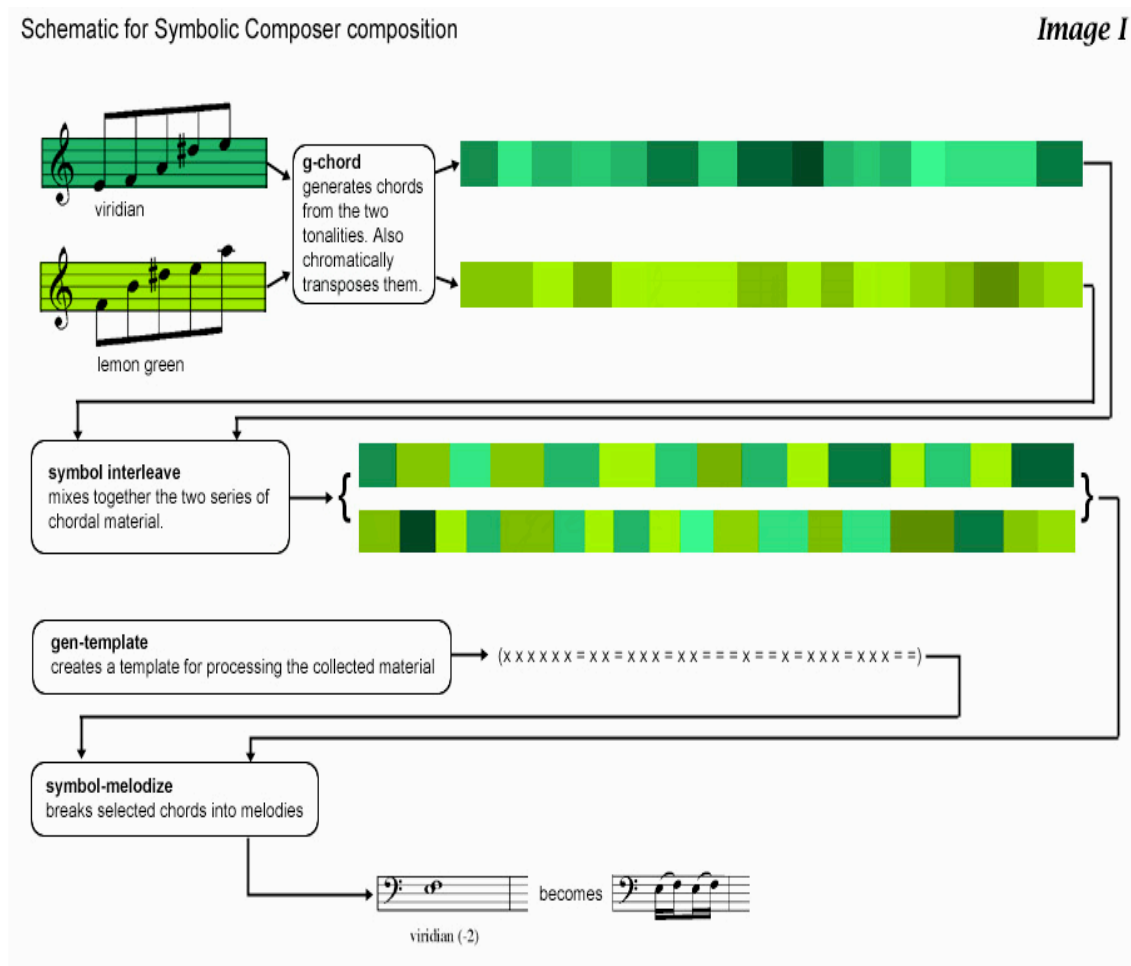 Schematic for Symbolic Composer composition
Image I
viridian
g-chord
generates chords
from the two
tonalities. Also
chromatically
transposes them.
lemon green
symbol interleave
mixes together the two series of
chordal material.
gen-template
creates a template for processing the collected material
(x x x x x x = x x = x x x = x x = = = x = = x = x x x = x x x = =)
symbol-melodize
breaks selected chords into melodies
becomes
viridian (-2)